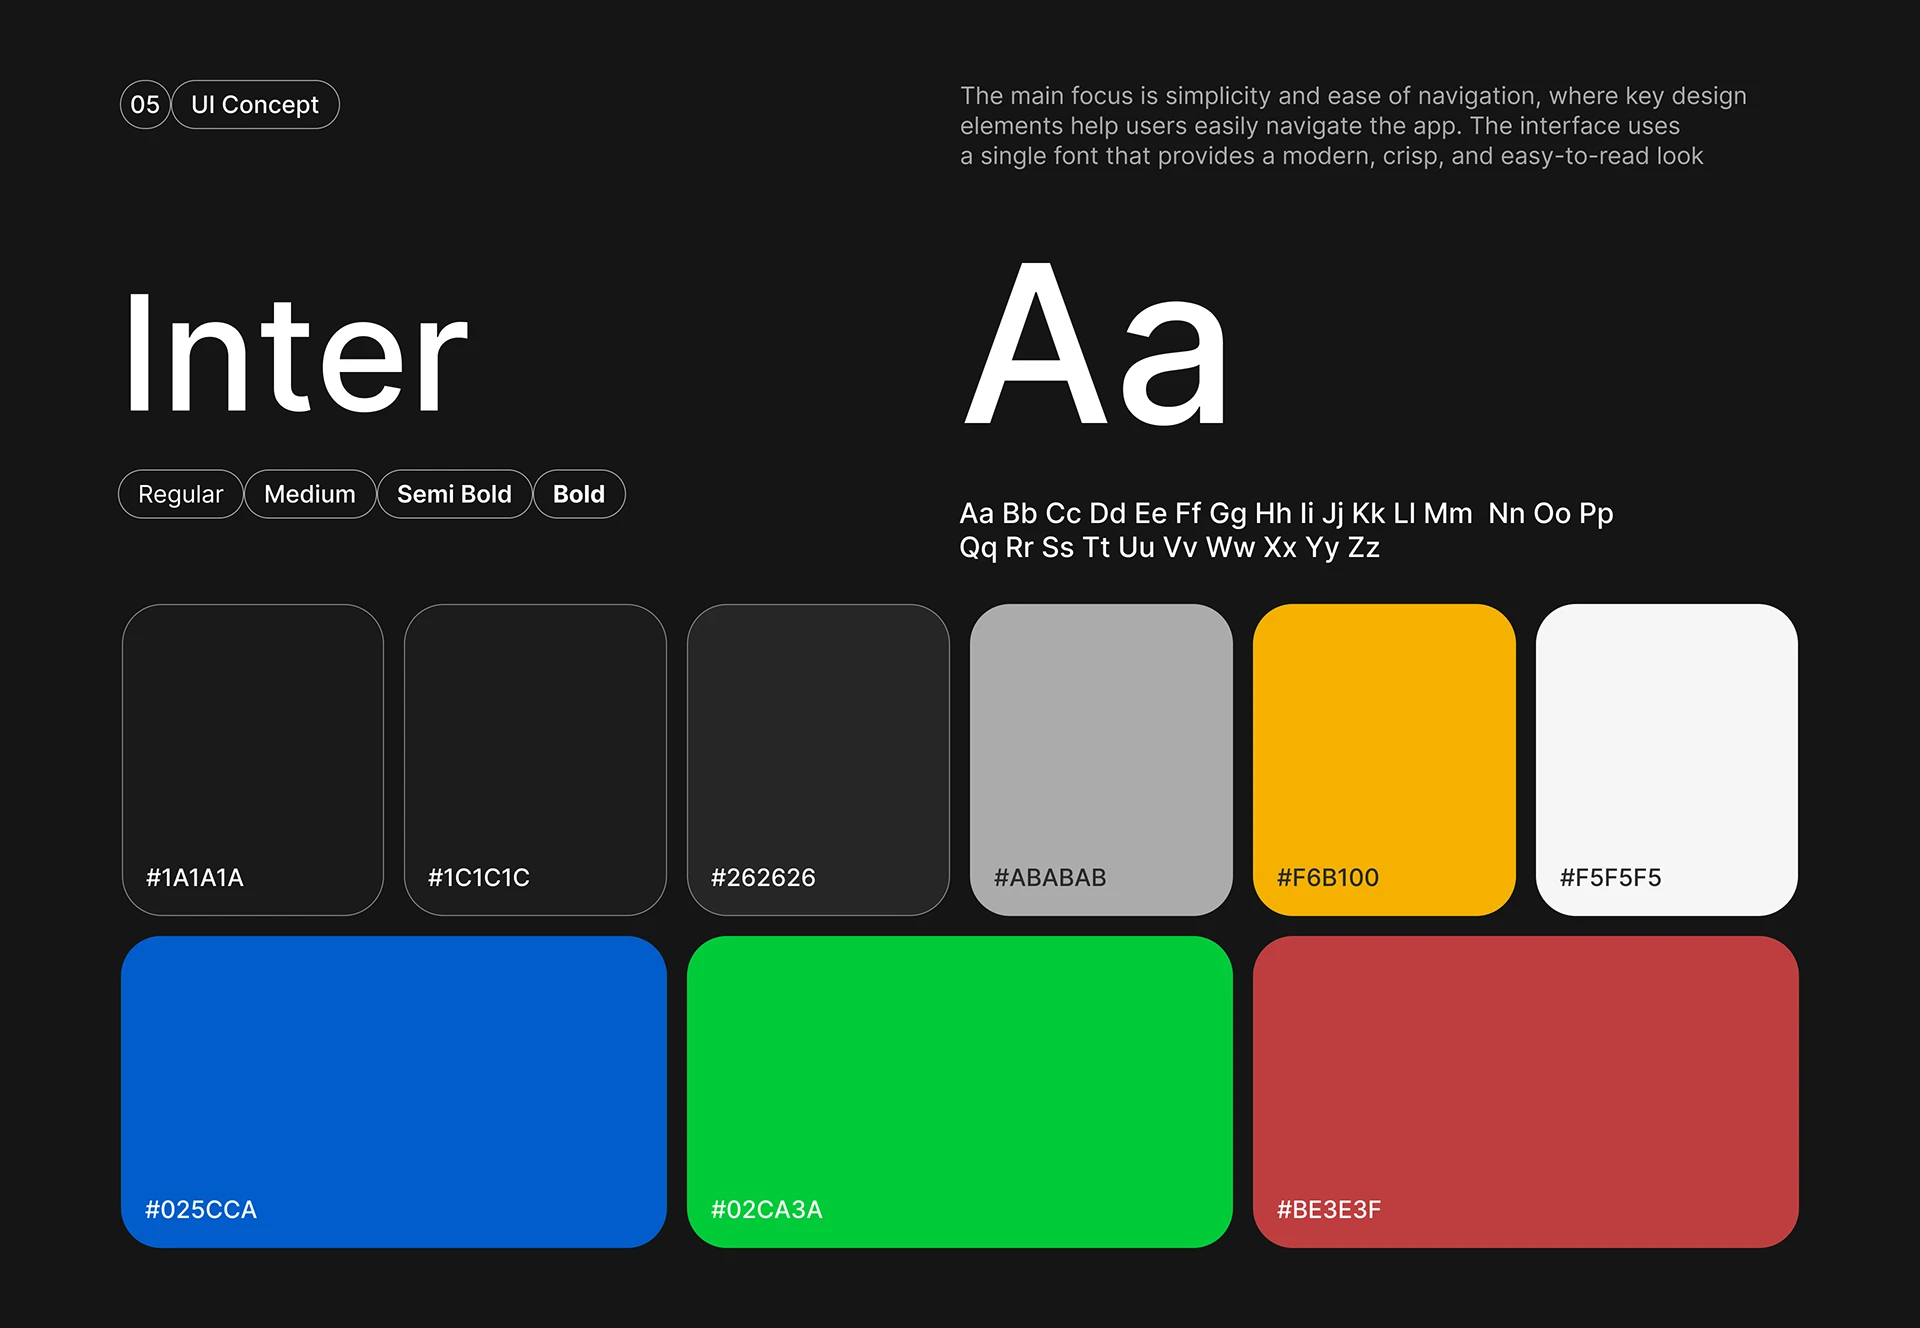 05 UI Concept
The main focus is simplicity and ease of navigation, where key design
elements help users easily navigate the app. The interface uses
a single font that provides a modern, crisp, and easy-to-read look
Inter
Aa
Regular Medium Semi Bold Bold
Aa Bb Cc Dd Ee Ff Gg Hh Ii Jj Kk Ll Mm  Nn Oo Pp
Qq Rr Ss Tt Uu Vv Ww Xx Yy Zz
#1A1A1A
#1C1C1C
#262626
#ABABAB
#F6B100
#F5F5F5
#025CCA
#02CA3A
#BE3E3F